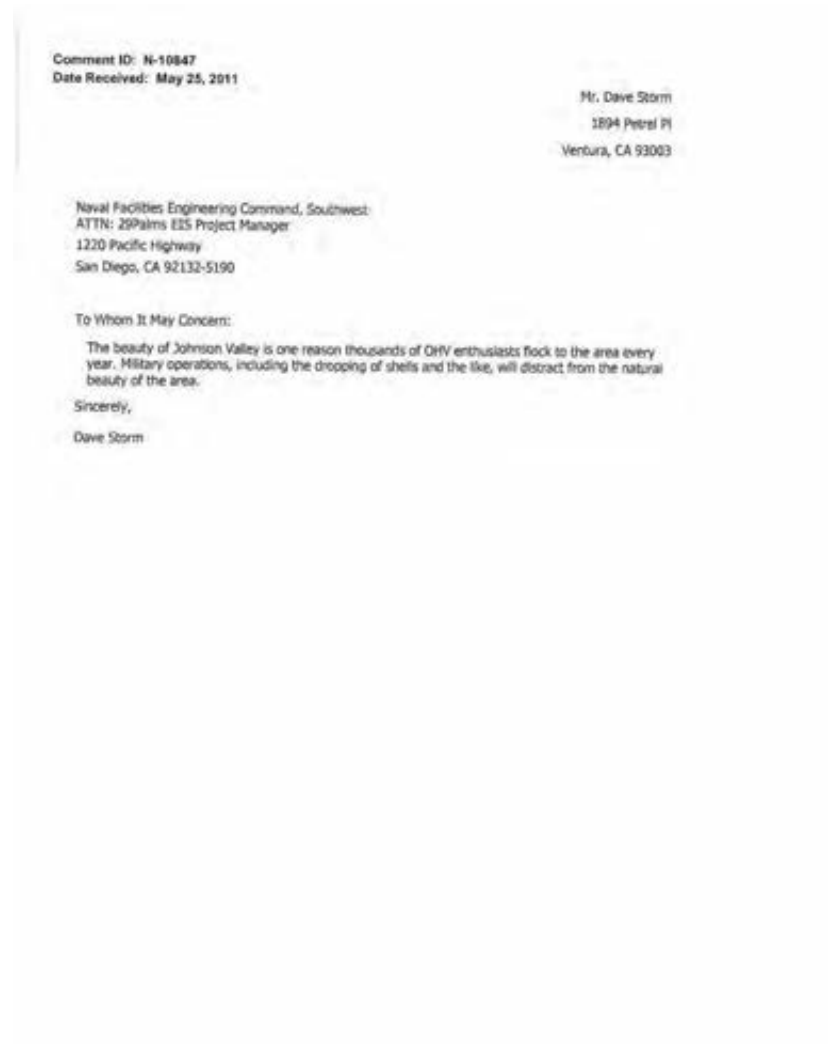 Comment ID: N-10847
Date Received: May 25, 2011
Mr. Dave Storm
1894 Petrel Pl
Ventura, CA 93003
Naval Facilities Engineering Command, Southwest
ATTN: 29Palms EIS Project Manager
1220 Pacific Highway
San Diego, CA 92132-5190
To Whom It May Concern:
The beauty of Johnson Valley is one reason thousands of OHV enthusiasts flock to the area every
year. Military operations, including the dropping of shells and the like, will distract from the natural
beauty of the area.
Sincerely,
Dave Storm